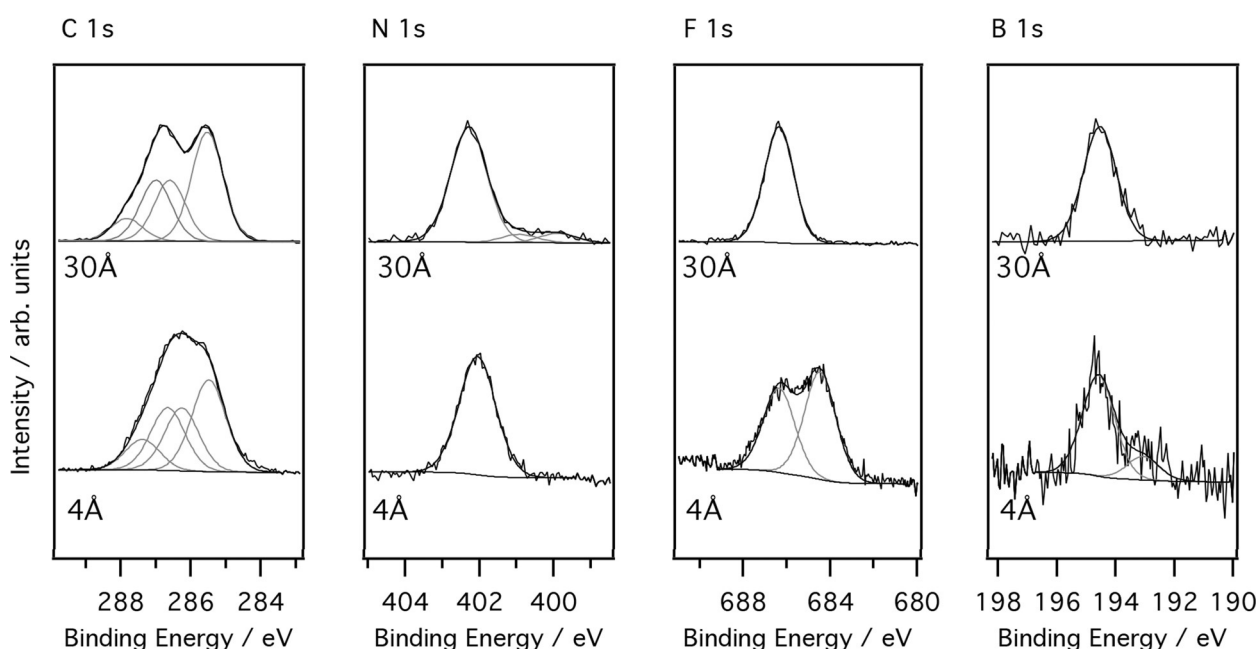 C 1s
N 1s
F 1s
B 1s
Intensity / arb. units
30Å
30Å
30Å
30Å
4Å
4Å
4Å
4Å
288 286 284
404 402 400
688 684 680
198 196 194 192 190
Binding Energy / eV
Binding Energy / eV
Binding Energy / eV
Binding Energy / eV